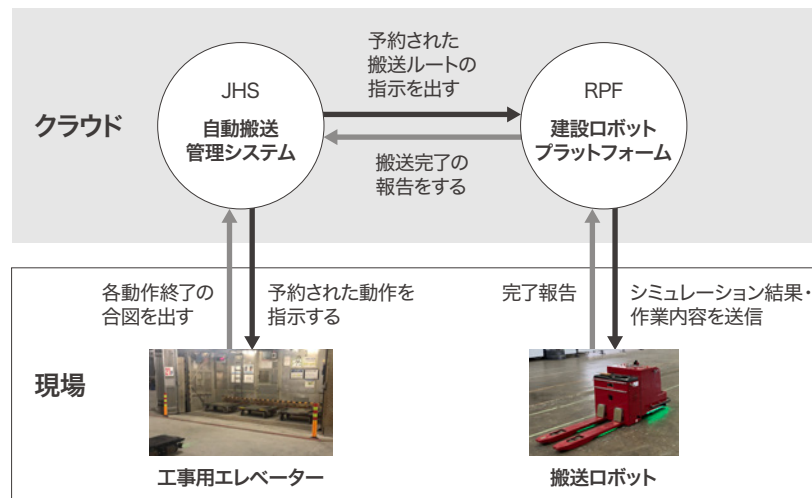 予約された
搬送ルートの
指示を出す
JHS
自動搬送
管理システム
RPF
建設ロボット
プラットフォーム
クラウド
搬送完了の
報告をする
各動作終了の
合図を出す
予約された動作を
指示する
完了報告
シミュレーション結果・
作業内容を送信
現場
工事用エレベーター
搬送ロボット